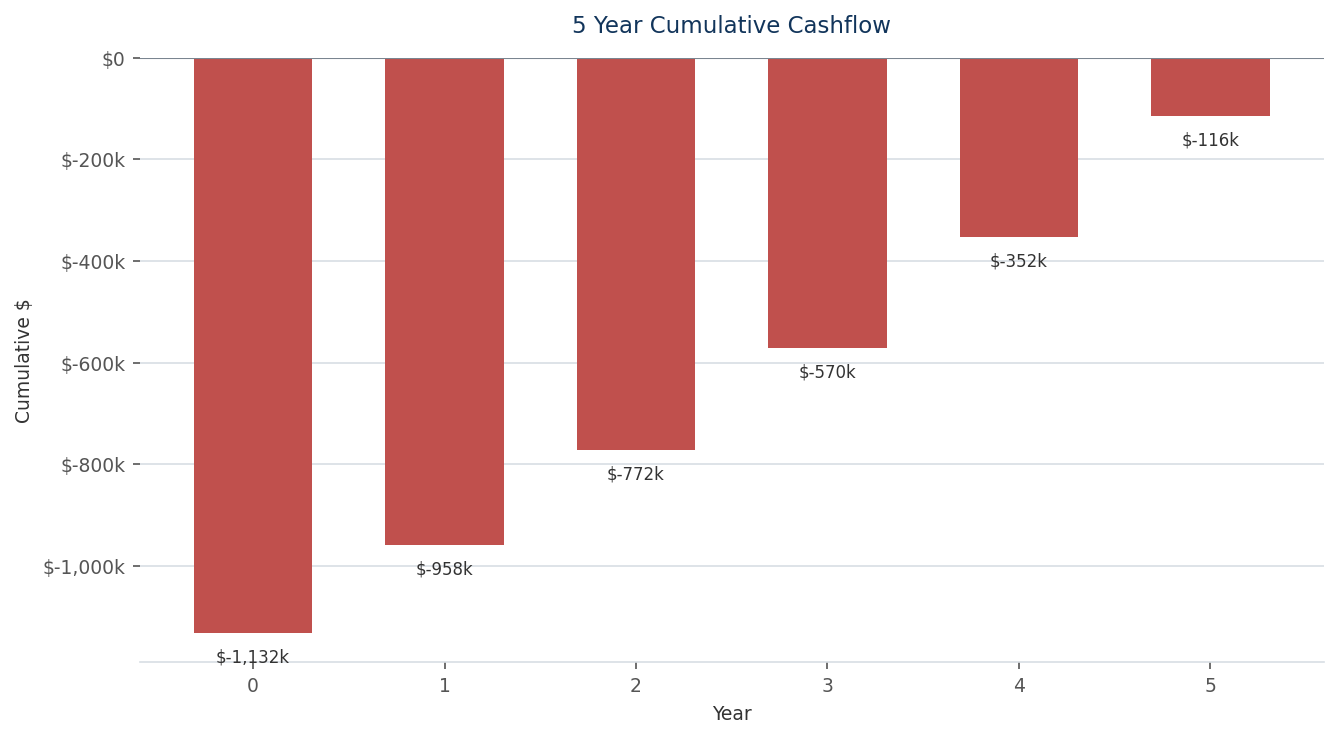 5 Year Cumulative Cashflow
$0
$-200k
$-400k
$-600k
$-800k
$-1,000k
Cumulative $
$-1,132k
$-958k
$-772k
$-570k
$-352k
$-116k
0 1 2 3 4 5
Year